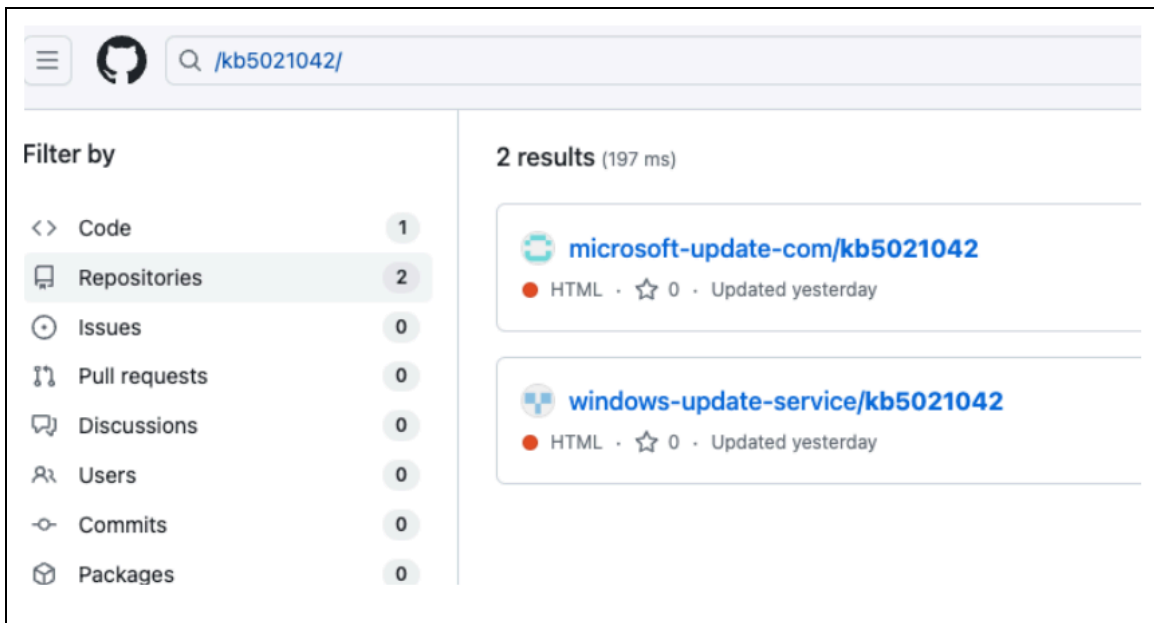 /kb5021042/
Filter by
Code 1
Repositories 2
Issues 0
Pull requests 0
Discussions 0
Users 0
Commits 0
Packages 0
2 results (197 ms)
microsoft-update-com/kb5021042
HTML · 0 · Updated yesterday
windows-update-service/kb5021042
HTML · 0 · Updated yesterday